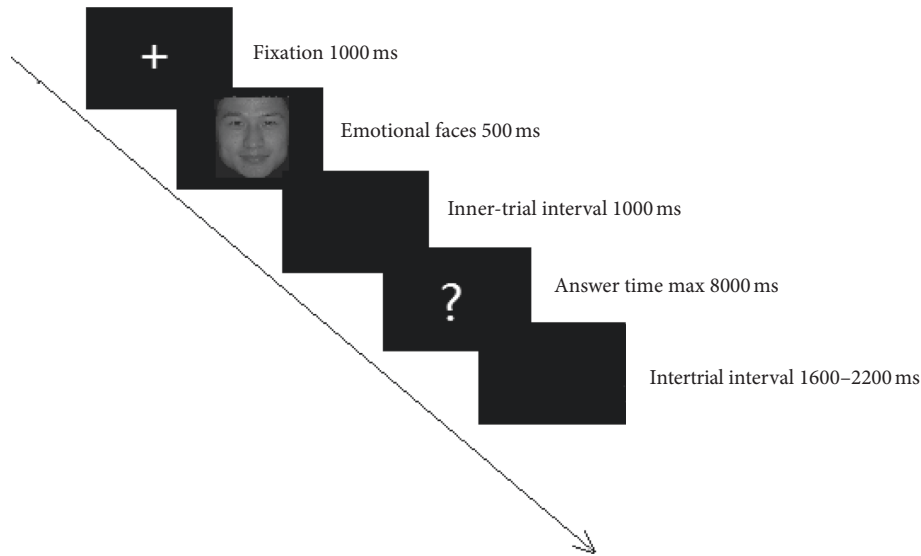 +
Fixation 1000 ms
Emotional faces 500 ms
Inner-trial interval 1000 ms
?
Answer time max 8000 ms
Intertrial interval 1600–2200 ms